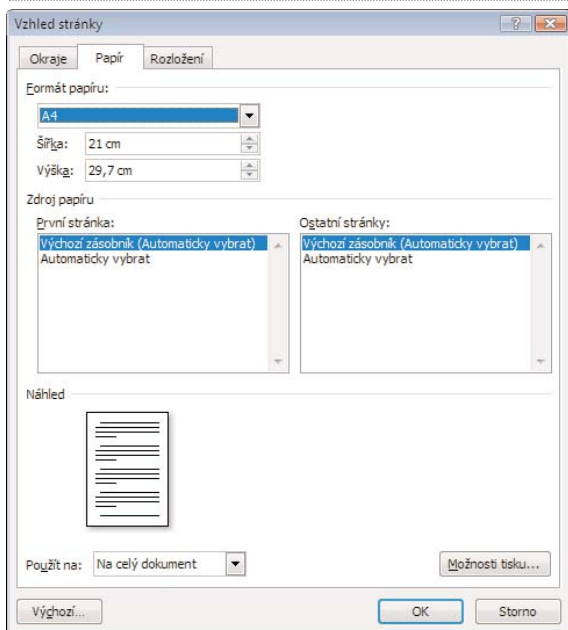 Vzhled stránky
Okraje Papír Rozložení
Formát papíru:
A4
Šířka: 21 cm
Výška: 29,7 cm
Zdroj papíru
První stránka: Ostatní stránky:
Výchozí zásobník (Automaticky vybrat) Výchozí zásobník (Automaticky vybrat)
Automaticky vybrat Automaticky vybrat
Náhled
Použít na: Na celý dokument Možnosti tisku...
Výchozí... OK Storno